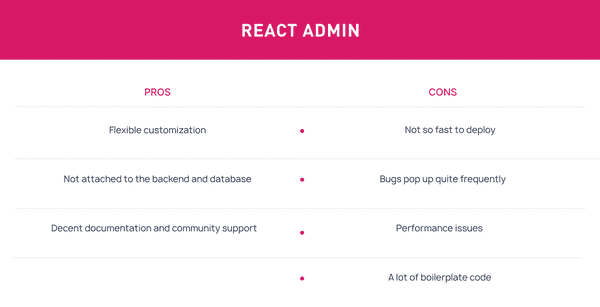 REACT ADMIN
PROS
CONS
Flexible customization
Not so fast to deploy
Not attached to the backend and database
Bugs pop up quite frequently
Decent documentation and community support
Performance issues
A lot of boilerplate code